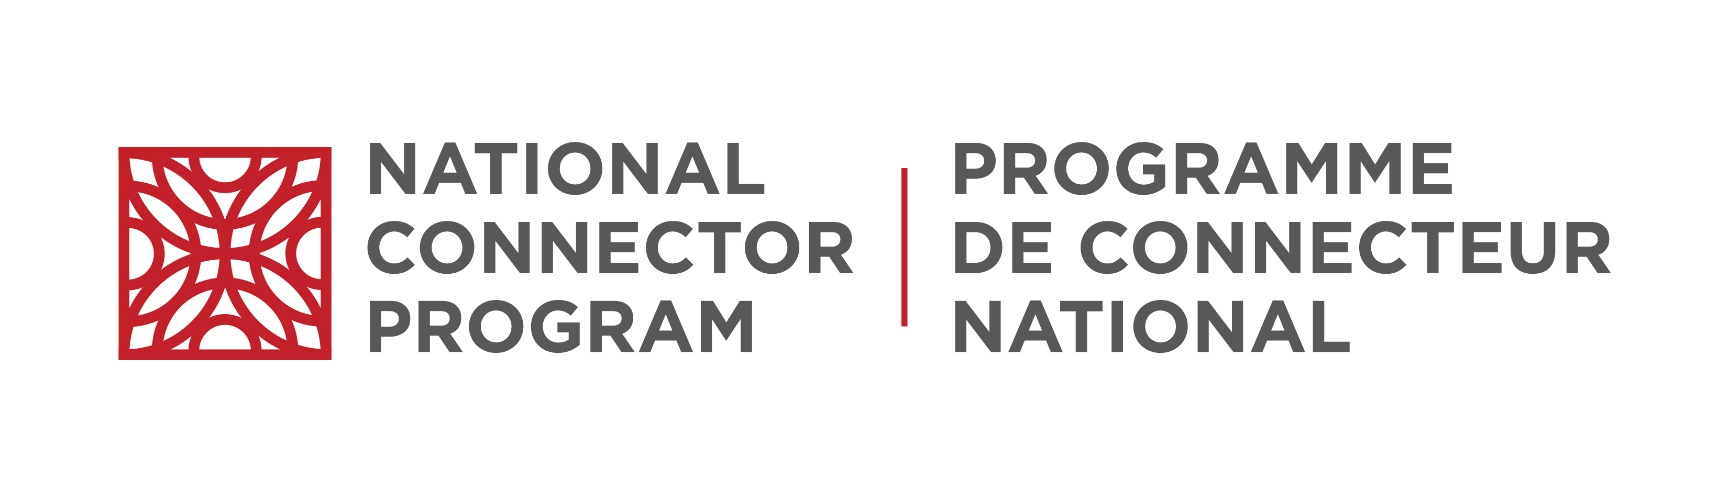 NATIONAL
CONNECTOR
PROGRAM
PROGRAMME
DE CONNECTEUR
NATIONAL